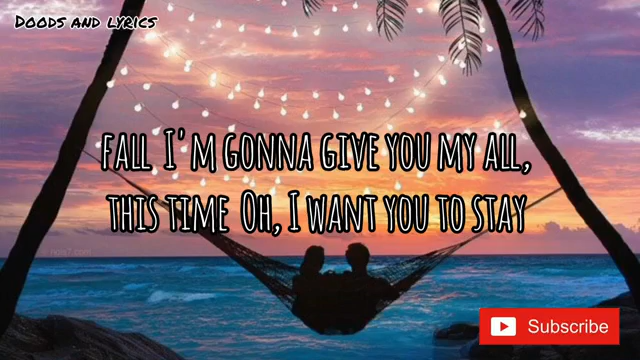 Doods and lyrics
fall I'm gonna give you my all,
this time Oh, I want you to stay
Subscribe